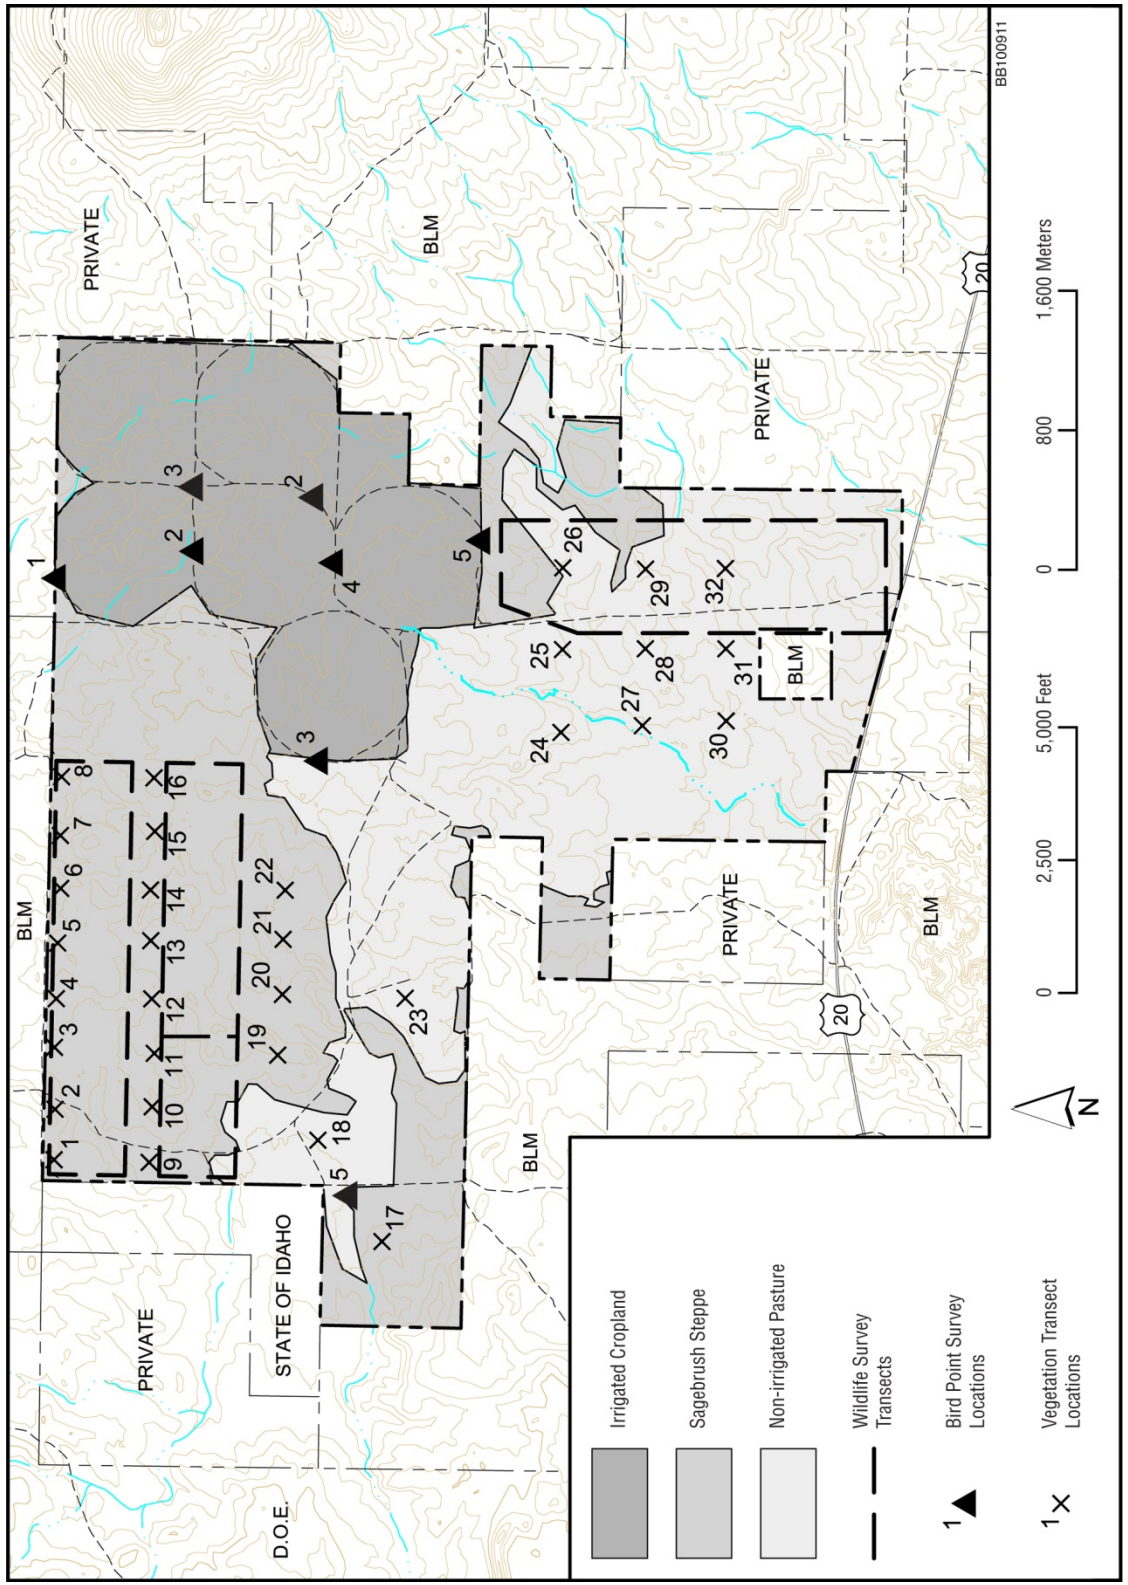 BLM
1 2 3 4 5 6 7 8
1
PRIVATE
PRIVATE
9 10 11 12 13 14 15 16
2
3
D.O.E.
STATE OF IDAHO
19 20 21 22
3
2
18
5
4
17
23
BLM
5
BLM
24 25 26
27 28 29
30 31 32
PRIVATE
BLM
PRIVATE
20
BLM
20
BB100911
Irrigated Cropland
Sagebrush Steppe
Non-irrigated Pasture
Wildlife Survey
Transects
1 Bird Point Survey
Locations
1 Vegetation Transect
Locations
N
0 2,500 5,000 Feet
0 800 1,600 Meters